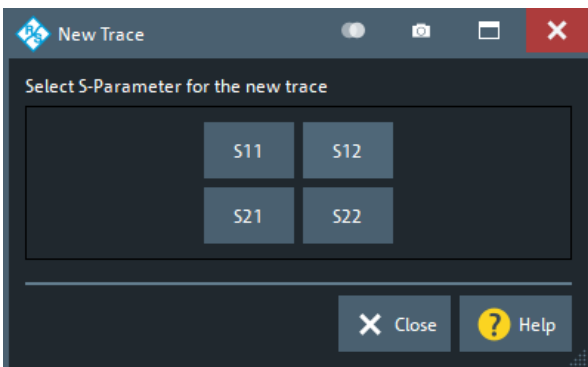 New Trace
Select S-Parameter for the new trace
S11 S12
S21 S22
Close Help